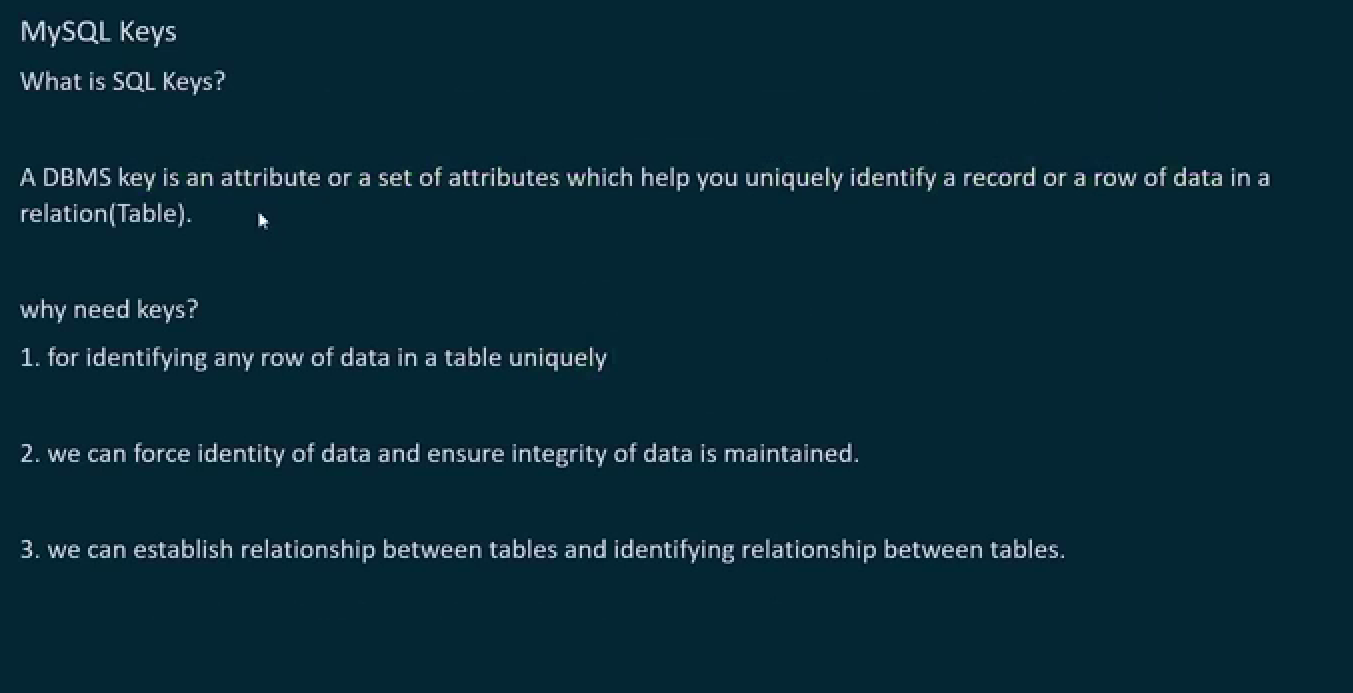 MySQL Keys
What is SQL Keys?
A DBMS key is an attribute or a set of attributes which help you uniquely identify a record or a row of data in a
relation(Table).
why need keys?
1. for identifying any row of data in a table uniquely
2. we can force identity of data and ensure integrity of data is maintained.
3. we can establish relationship between tables and identifying relationship between tables.